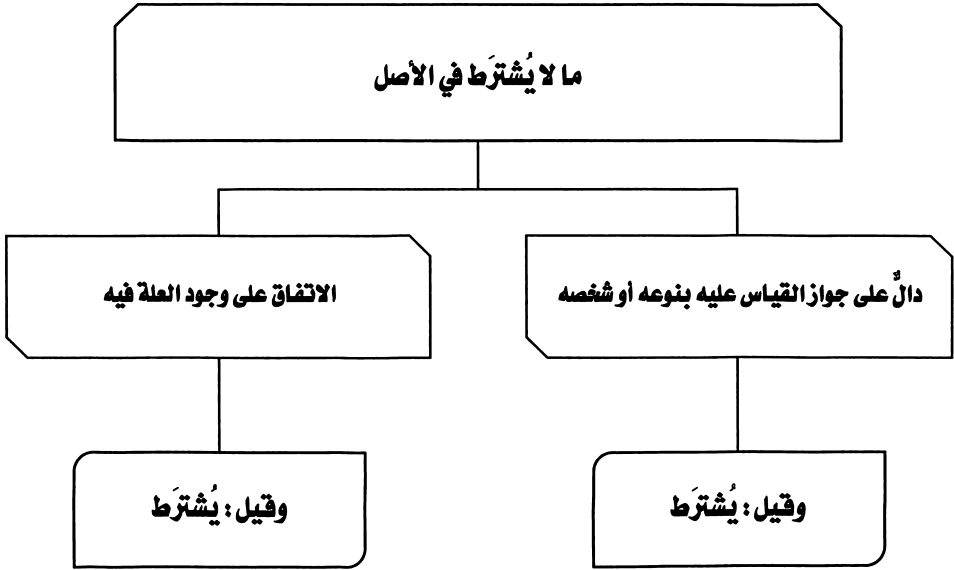 ما لا يُشترَط في الأصل
دالٌّ على جواز القياس عليه بنوعه أو شخصه
الاتفاق على وجود العلة فيه
وقيل: يُشترَط
وقيل: يُشترَط